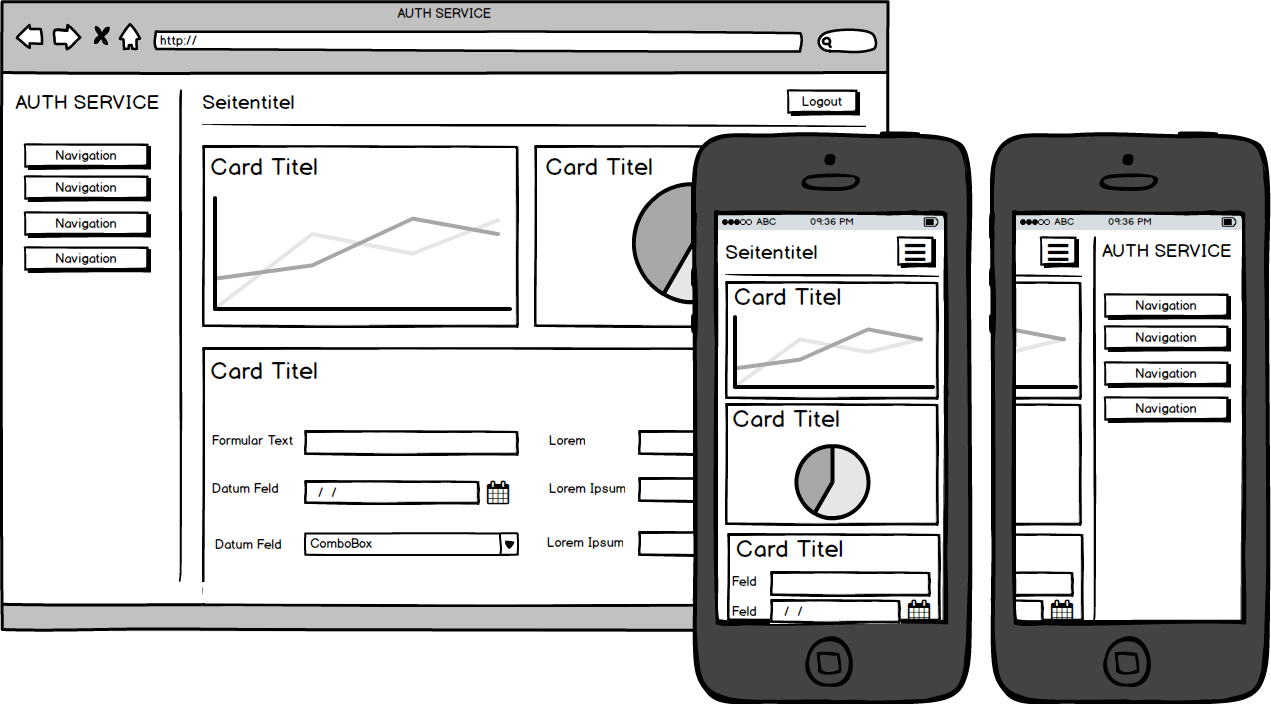 AUTH SERVICE
http://
AUTH SERVICE
Navigation
Navigation
Navigation
Navigation
Seitentitel
Logout
Card Titel
Card Titel
Card Titel
Formular Text
Lorem
Datum Feld
/ /
Lorem Ipsum
Datum Feld
ComboBox
Lorem Ipsum
ABC
09:36 PM
Seitentitel
Card Titel
Card Titel
Card Titel
Feld
Feld
/ /
ABC
09:36 PM
AUTH SERVICE
Navigation
Navigation
Navigation
Navigation